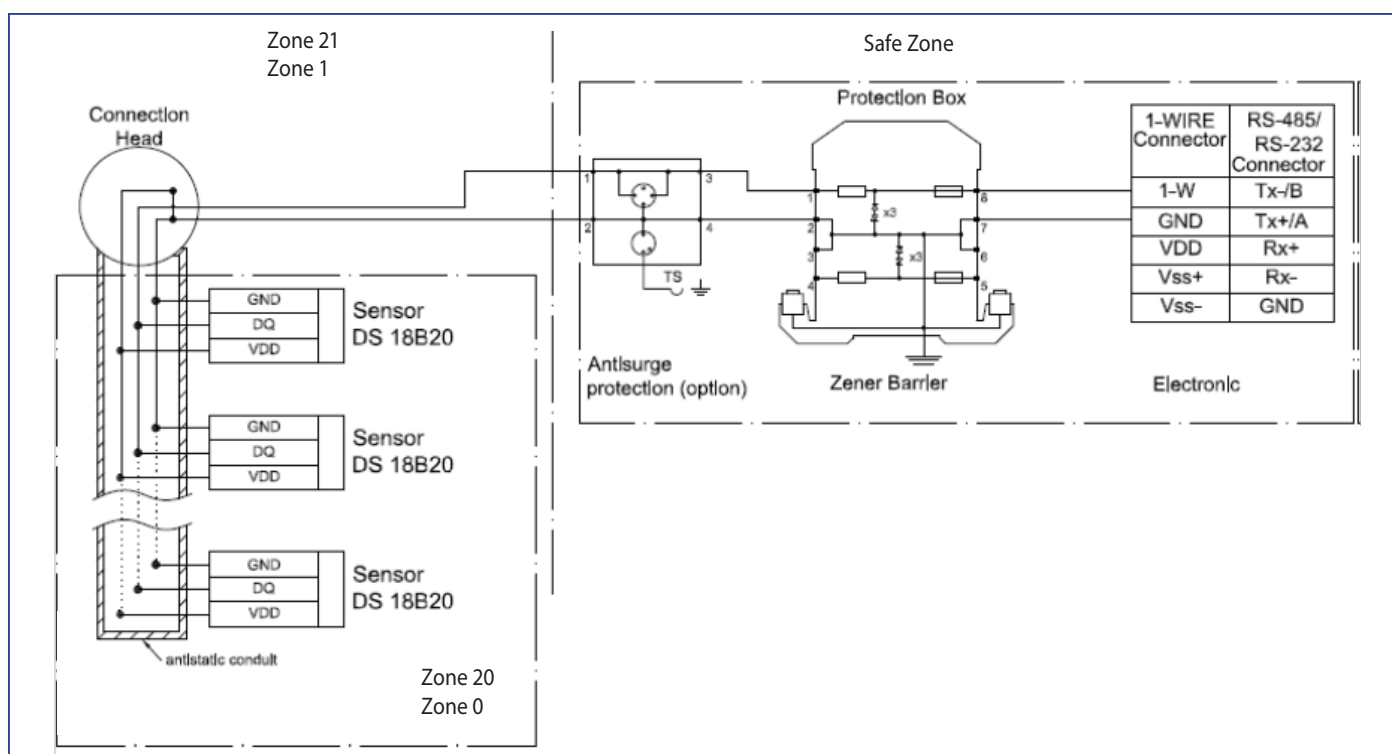 Zone 21
Zone 1
Safe Zone
Connection
Head
Protection Box
1-WIRE
Connector
RS-485/
RS-232
Connector
1-W
Tx-/B
GND
Tx+/A
VDD
Rx+
Vss+
Rx-
Vss-
GND
1
3
2
4
TS
1
8
x3
2
7
3
x3
6
4
5
Antisurge
protection (option)
Zener Barrier
Electronic
GND
DQ
VDD
Sensor
DS 18B20
GND
DQ
VDD
Sensor
DS 18B20
GND
DQ
VDD
Sensor
DS 18B20
antistatic conduit
Zone 20
Zone 0